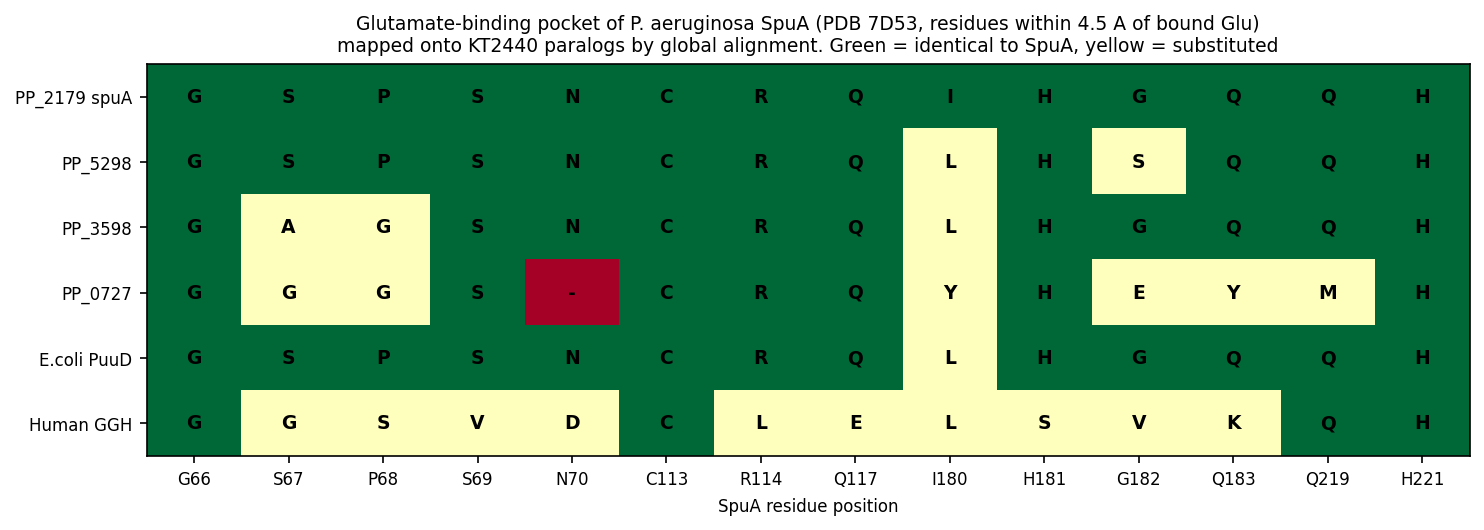 Glutamate-binding pocket of P. aeruginosa SpuA (PDB 7D53, residues within 4.5 A of bound Glu)
mapped onto KT2440 paralogs by global alignment. Green = identical to SpuA, yellow = substituted
PP_2179 spuA G S P S N C R Q I H G Q Q H
PP_5298 G S P S N C R Q L H S Q Q H
PP_3598 G A G S N C R Q L H G Q Q H
PP_0727 G G G S - C R Q Y H E Y M H
E.coli PuuD G S P S N C R Q L H G Q Q H
Human GGH G G S V D C L E L S V K Q H
G66 S67 P68 S69 N70 C113 R114 Q117 I180 H181 G182 Q183 Q219 H221
SpuA residue position